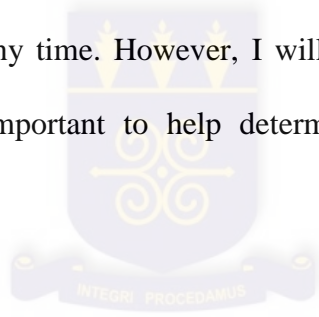 ny time. However, I will
mportant to help determ
INTEGRI PROCEDAMUS